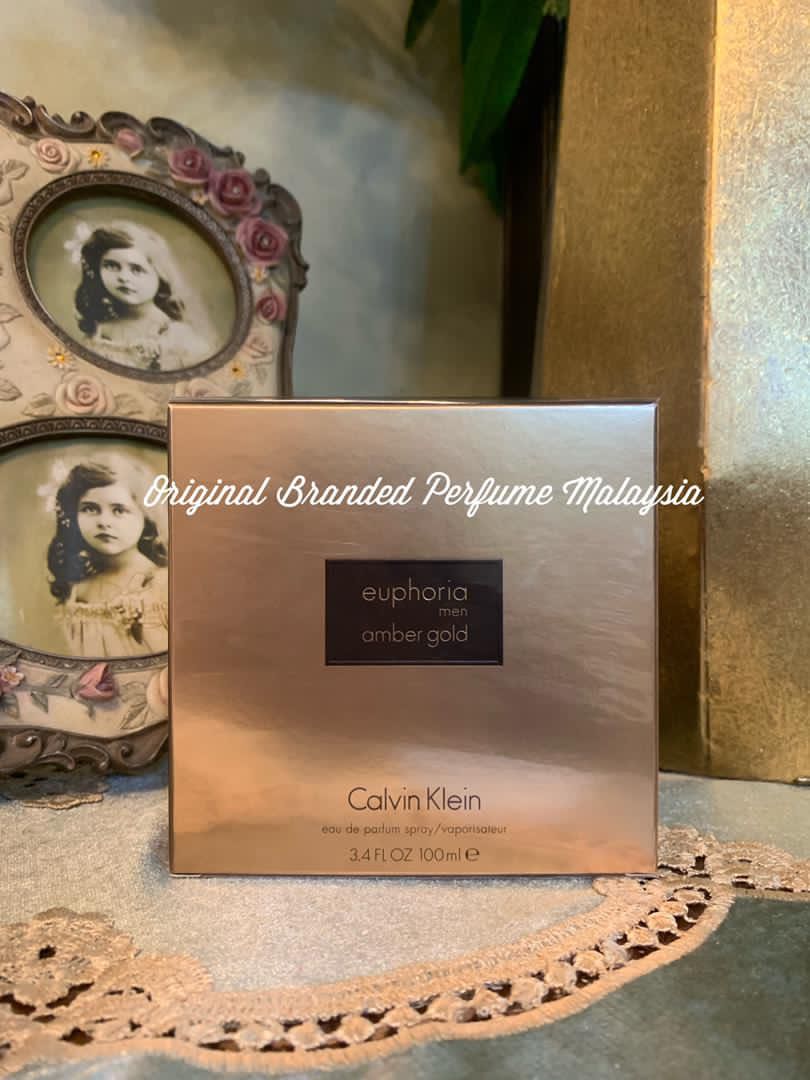 Original Branded Perfume Malaysia
euphoria
men
amber gold
Calvin Klein
eau de parfum spray/vaporisateur
3.4 FL OZ 100ml ℮